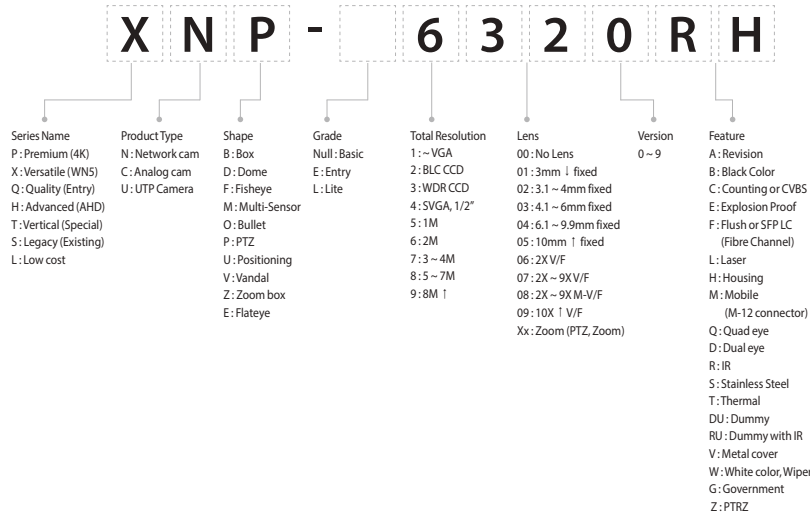 XNP- 6320RH
Series Name
P : Premium (4K)
X : Versatile (WN5)
Q : Quality (Entry)
H : Advanced (AHD)
T : Vertical (Special)
S : Legacy (Existing)
L : Low cost
Product Type
N : Network cam
C : Analog cam
U : UTP Camera
Shape
B : Box
D : Dome
F : Fisheye
M : Multi-Sensor
O : Bullet
P : PTZ
U : Positioning
V : Vandal
Z : Zoom box
E : Flateye
Grade
Null : Basic
E : Entry
L : Lite
Total Resolution
1 : ~ VGA
2 : BLC CCD
3 : WDR CCD
4 : SVGA, 1/2"
5 : 1M
6 : 2M
7 : 3 ~ 4M
8 : 5 ~ 7M
9 : 8M ↑
Lens
00 : No Lens
01 : 3mm ↓ fixed
02 : 3.1 ~ 4mm fixed
03 : 4.1 ~ 6mm fixed
04 : 6.1 ~ 9.9mm fixed
05 : 10mm ↑ fixed
06 : 2X V/F
07 : 2X ~ 9X V/F
08 : 2X ~ 9X M-V/F
09 : 10X ↑ V/F
Xx : Zoom (PTZ, Zoom)
Version
0 ~ 9
Feature
A : Revision
B : Black Color
C : Counting or CVBS
E : Explosion Proof
F : Flush or SFP LC
(Fibre Channel)
L : Laser
H : Housing
M : Mobile
(M-12 connector)
Q : Quad eye
D : Dual eye
R : IR
S : Stainless Steel
T : Thermal
DU : Dummy
RU : Dummy with IR
V : Metal cover
W : White color, Wiper
G : Government
Z : PTRZ